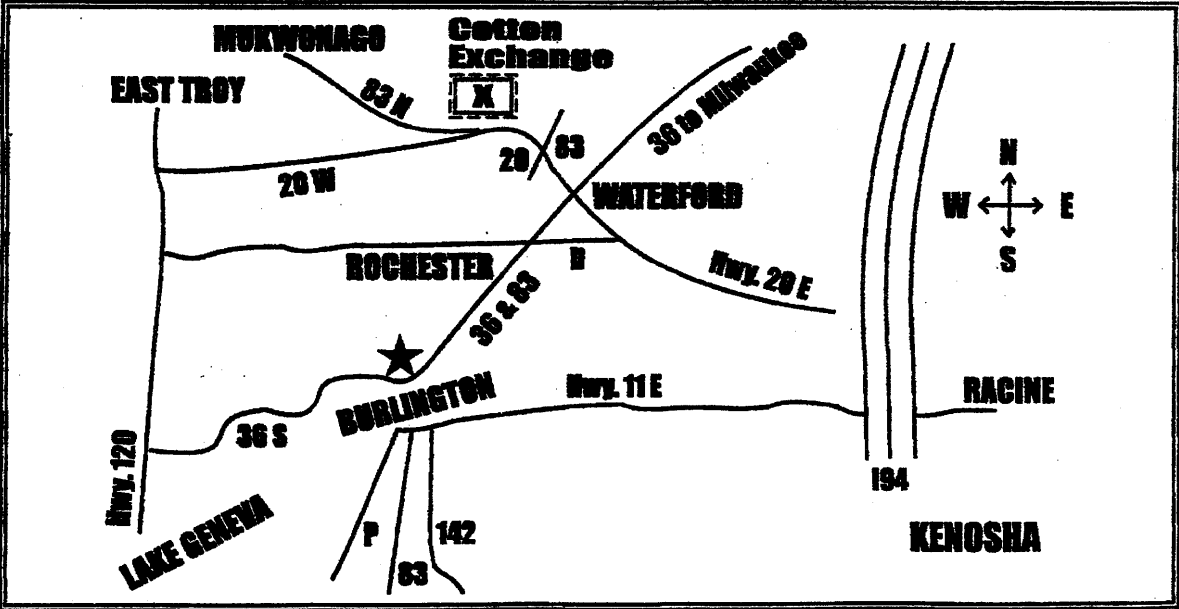 MUKWONAGO
Cotton
Exchange
X
EAST TROY
83 N
36 to Milwaukee
20
83
20 W
WATERFORD
N
W
E
S
ROCHESTER
Hwy. 20 E
36 & 83
BURLINGTON
Hwy. 11 E
RACINE
36 S
Hwy. 120
I94
LAKE GENEVA
P
142
83
KENOSHA